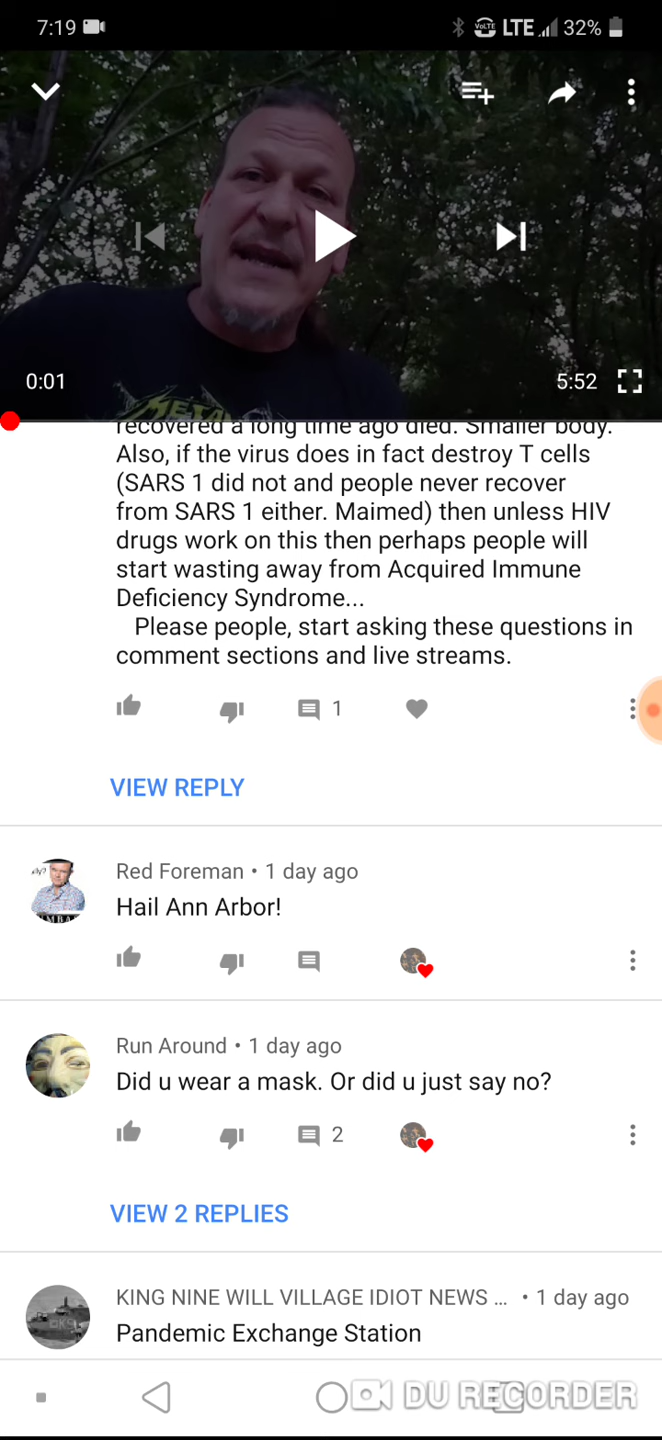 7:19
VoLTE LTE 32%
0:01
5:52
METAL
recovered a long time ago died. Smaller body.
Also, if the virus does in fact destroy T cells
(SARS 1 did not and people never recover
from SARS 1 either. Maimed) then unless HIV
drugs work on this then perhaps people will
start wasting away from Acquired Immune
Deficiency Syndrome...
Please people, start asking these questions in
comment sections and live streams.
1
VIEW REPLY
Red Foreman • 1 day ago
Hail Ann Arbor!
Run Around • 1 day ago
Did u wear a mask. Or did u just say no?
2
VIEW 2 REPLIES
KING NINE WILL VILLAGE IDIOT NEWS ... • 1 day ago
Pandemic Exchange Station
DU RECORDER